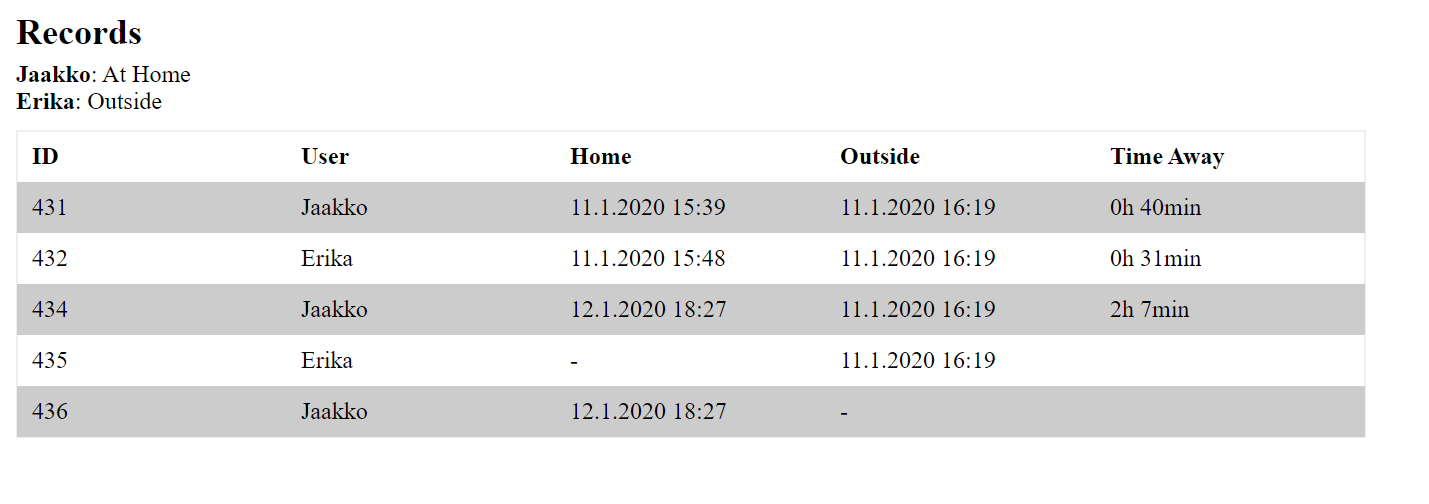 Records
Jaakko: At Home
Erika: Outside
ID User Home Outside Time Away
431 Jaakko 11.1.2020 15:39 11.1.2020 16:19 0h 40min
432 Erika 11.1.2020 15:48 11.1.2020 16:19 0h 31min
434 Jaakko 12.1.2020 18:27 11.1.2020 16:19 2h 7min
435 Erika - 11.1.2020 16:19
436 Jaakko 12.1.2020 18:27 -